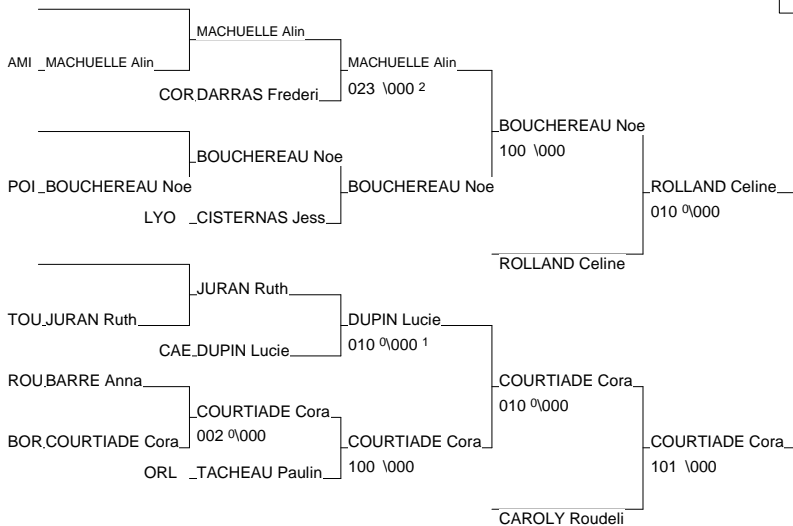 MACHUELLE Alin
AMI MACHUELLE Alin
MACHUELLE Alin
COR DARRAS Frederi
023 \000 2
BOUCHEREAU Noe
100 \000
BOUCHEREAU Noe
POI BOUCHEREAU Noe
BOUCHEREAU Noe
ROLLAND Celine
010 0\000
LYO CISTERNAS Jess
ROLLAND Celine
JURAN Ruth
TOU JURAN Ruth
DUPIN Lucie
010 0\000 1
CAE DUPIN Lucie
ROU BARRE Anna
COURTIADE Cora
010 0\000
COURTIADE Cora
002 0\000
BOR COURTIADE Cora
COURTIADE Cora
100 \000
COURTIADE Cora
101 \000
ORL TACHEAU Paulin
CAROLY Roudeli